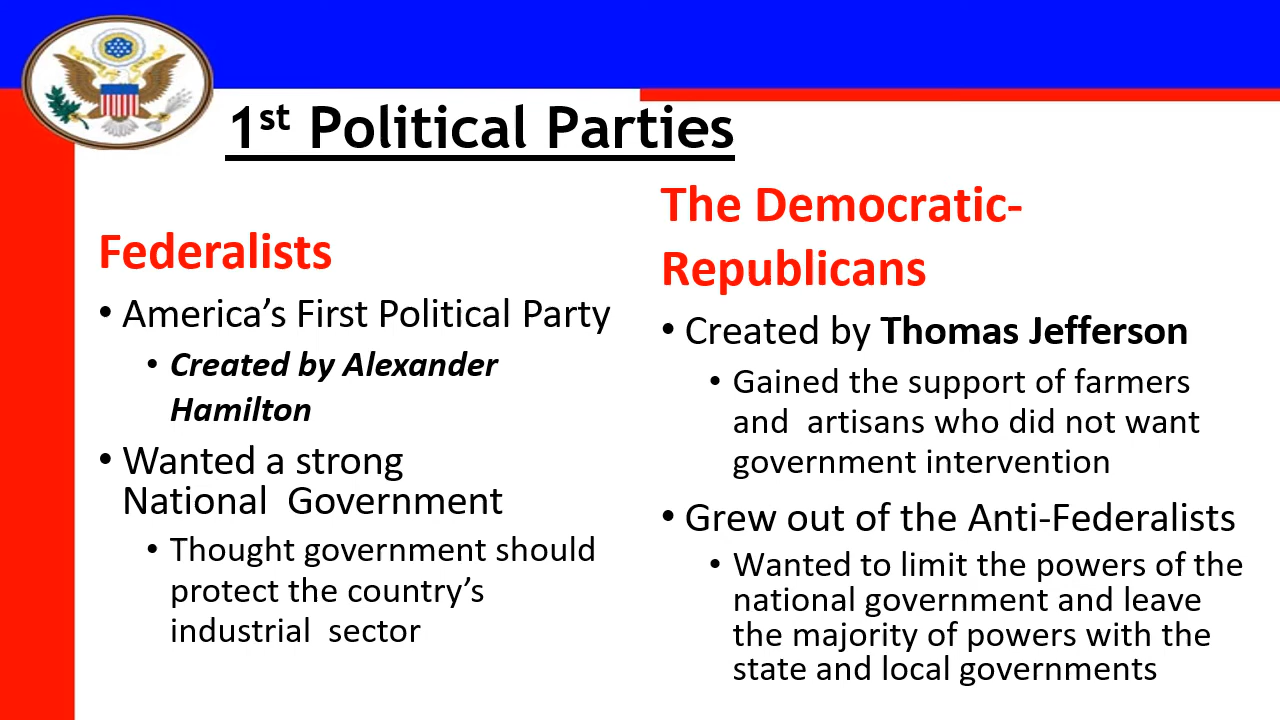 1st Political Parties
Federalists
• America’s First Political Party
• Created by Alexander
Hamilton
• Wanted a strong
National Government
• Thought government should
protect the country’s
industrial sector
The Democratic-
Republicans
• Created by Thomas Jefferson
• Gained the support of farmers
and artisans who did not want
government intervention
• Grew out of the Anti-Federalists
• Wanted to limit the powers of the
national government and leave
the majority of powers with the
state and local governments